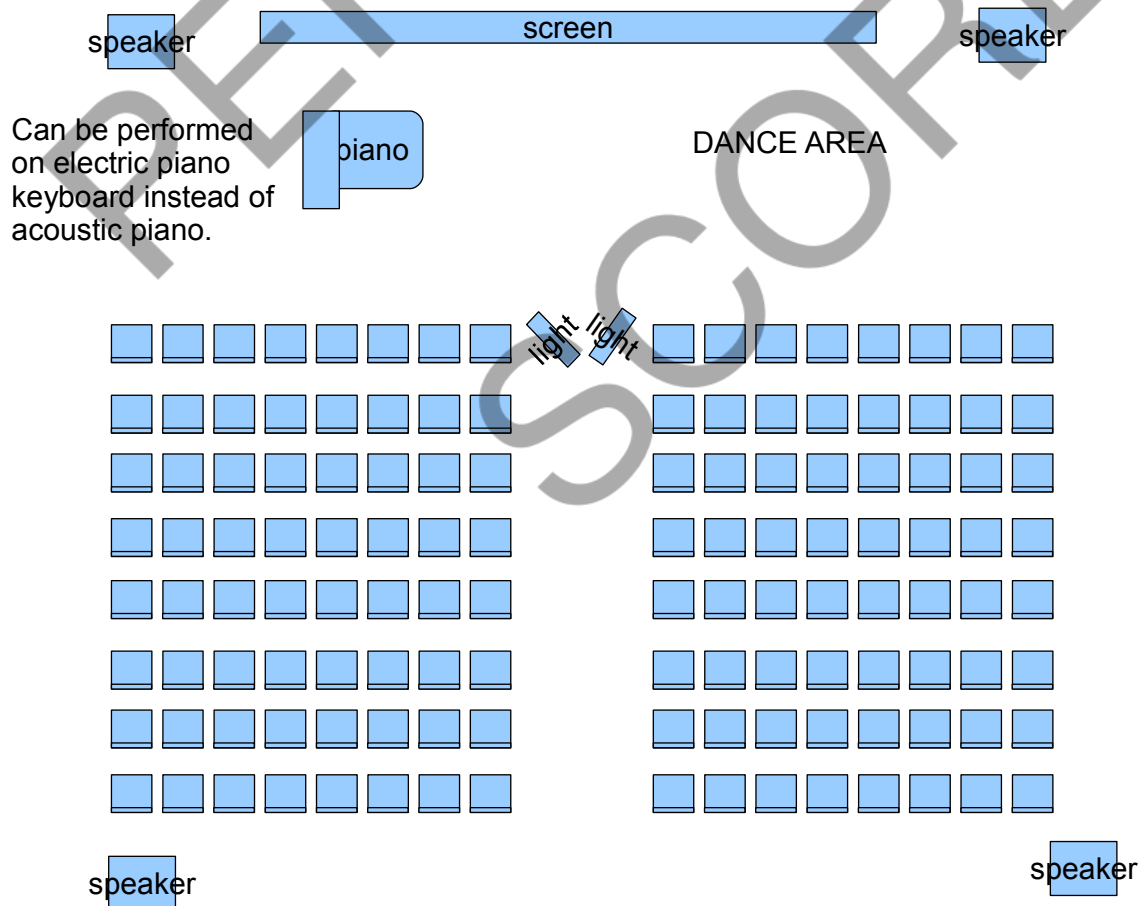 speaker
screen
speaker
Can be performed
on electric piano
keyboard instead of
acoustic piano.
piano
DANCE AREA
light
light
speaker
speaker
SCORE